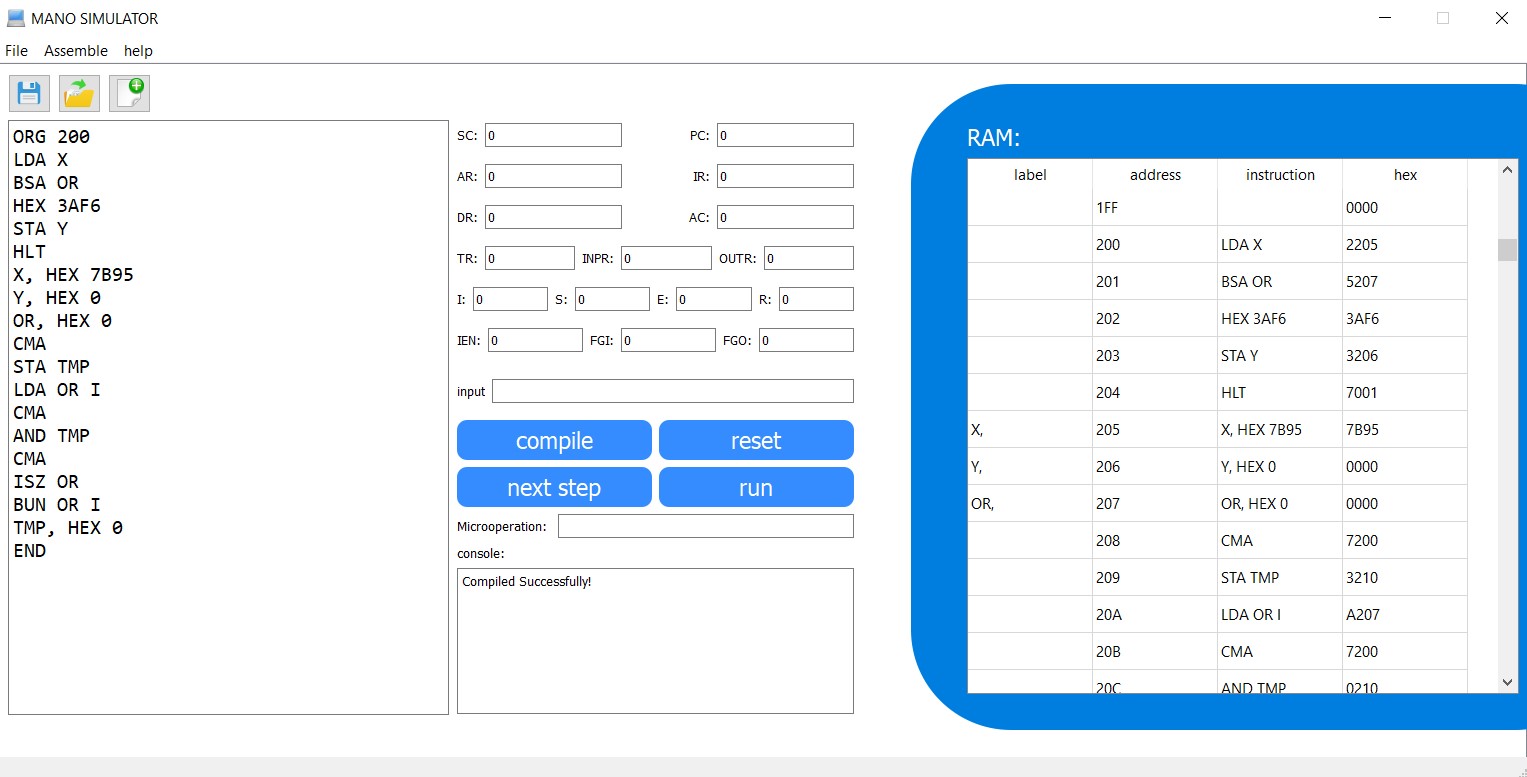 MANO SIMULATOR
File Assemble help
ORG 200
LDA X
BSA OR
HEX 3AF6
STA Y
HLT
X, HEX 7B95
Y, HEX 0
OR, HEX 0
CMA
STA TMP
LDA OR I
CMA
AND TMP
CMA
ISZ OR
BUN OR I
TMP, HEX 0
END
SC: 0 PC: 0
AR: 0 IR: 0
DR: 0 AC: 0
TR: 0 INPR: 0 OUTR: 0
I: 0 S: 0 E: 0 R: 0
IEN: 0 FGI: 0 FGO: 0
input
compile reset
next step run
Microoperation:
console:
Compiled Successfully!
RAM:
label address instruction hex
1FF 0000
200 LDA X 2205
201 BSA OR 5207
202 HEX 3AF6 3AF6
203 STA Y 3206
204 HLT 7001
X, 205 X, HEX 7B95 7B95
Y, 206 Y, HEX 0 0000
OR, 207 OR, HEX 0 0000
208 CMA 7200
209 STA TMP 3210
20A LDA OR I A207
20B CMA 7200
20C AND TMP 0210